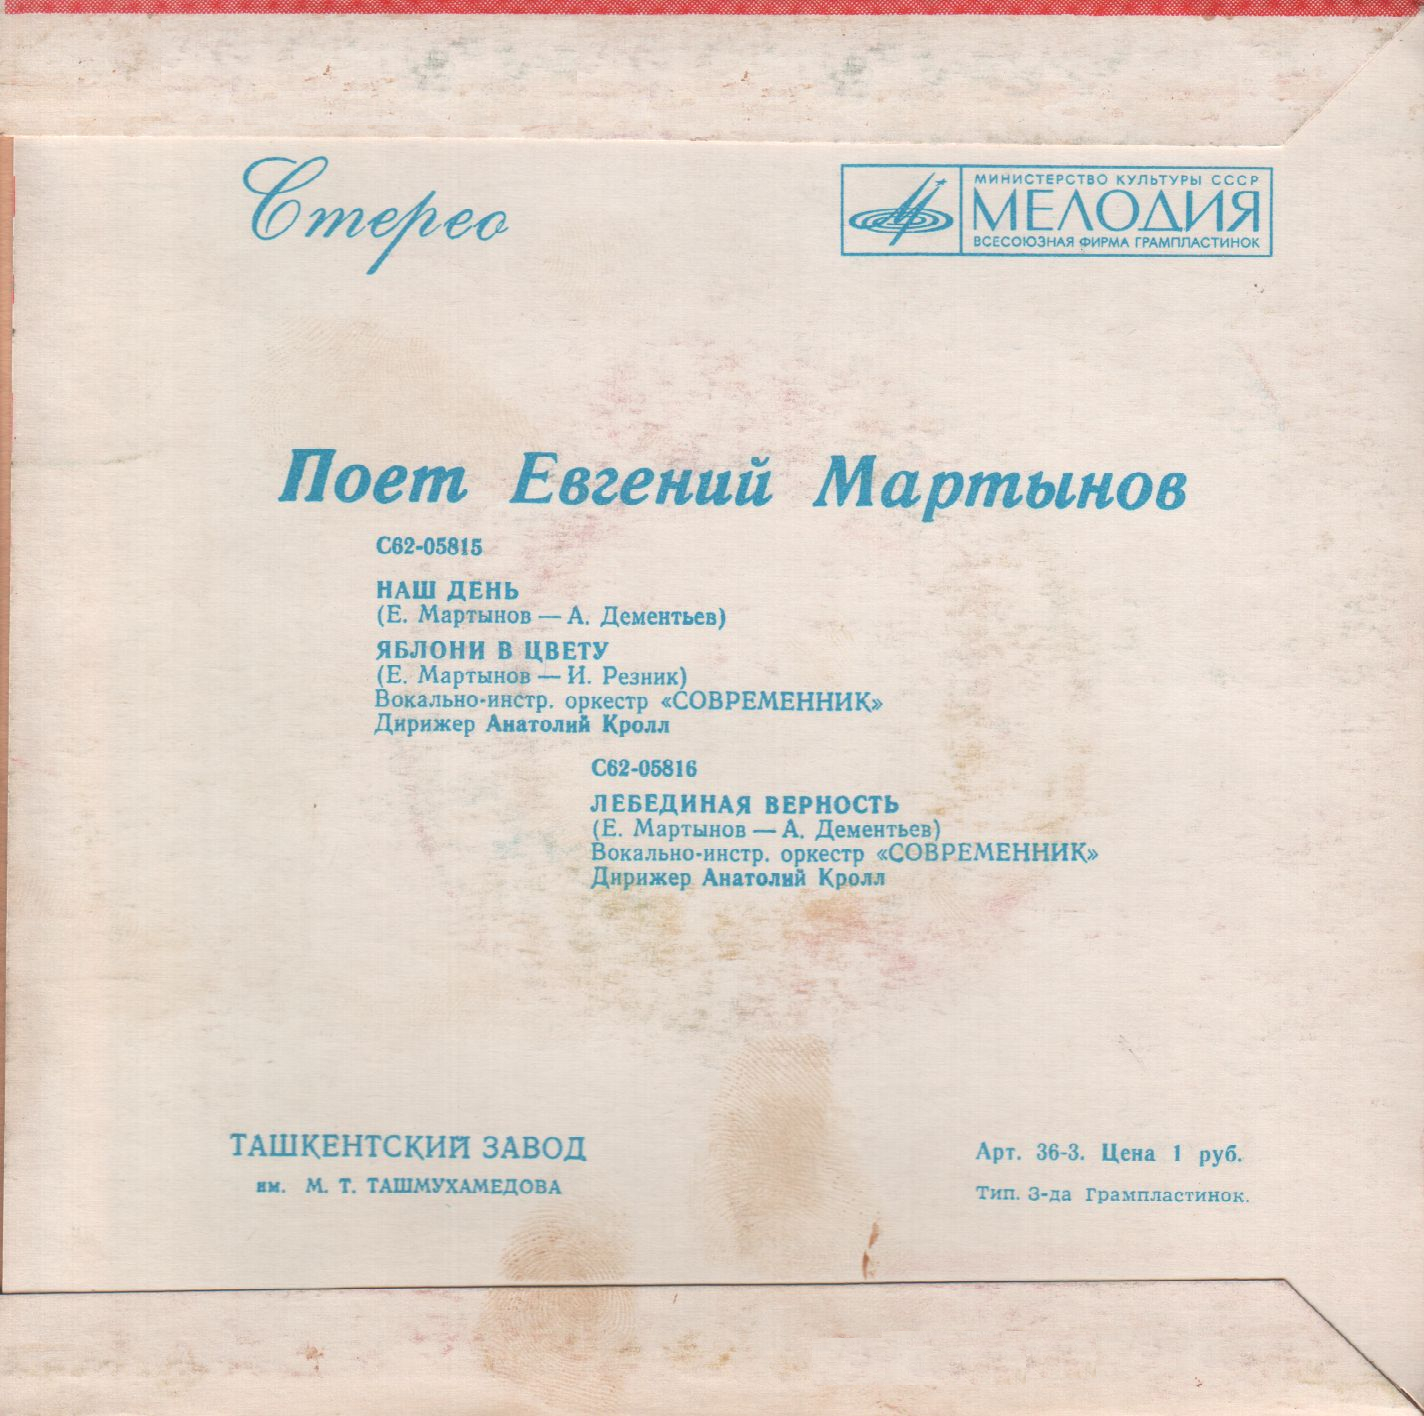 Стерео
МИНИСТЕРСТВО КУЛЬТУРЫ СССР
МЕЛОДИЯ
ВСЕСОЮЗНАЯ ФИРМА ГРАМПЛАСТИНОК
Поет Евгений Мартынов
С62-05815
НАШ ДЕНЬ
(Е. Мартынов — А. Дементьев)
ЯБЛОНИ В ЦВЕТУ
(Е. Мартынов — И. Резник)
Вокально-инстр. оркестр «СОВРЕМЕННИК»
Дирижер Анатолий Кролл
С62-05816
ЛЕБЕДИНАЯ ВЕРНОСТЬ
(Е. Мартынов — А. Дементьев)
Вокально-инстр. оркестр «СОВРЕМЕННИК»
Дирижер Анатолий Кролл
ТАШКЕНТСКИЙ ЗАВОД
им. М. Т. ТАШМУХАМЕДОВА
Арт. 36-3. Цена 1 руб.
Тип. З-да Грампластинок.